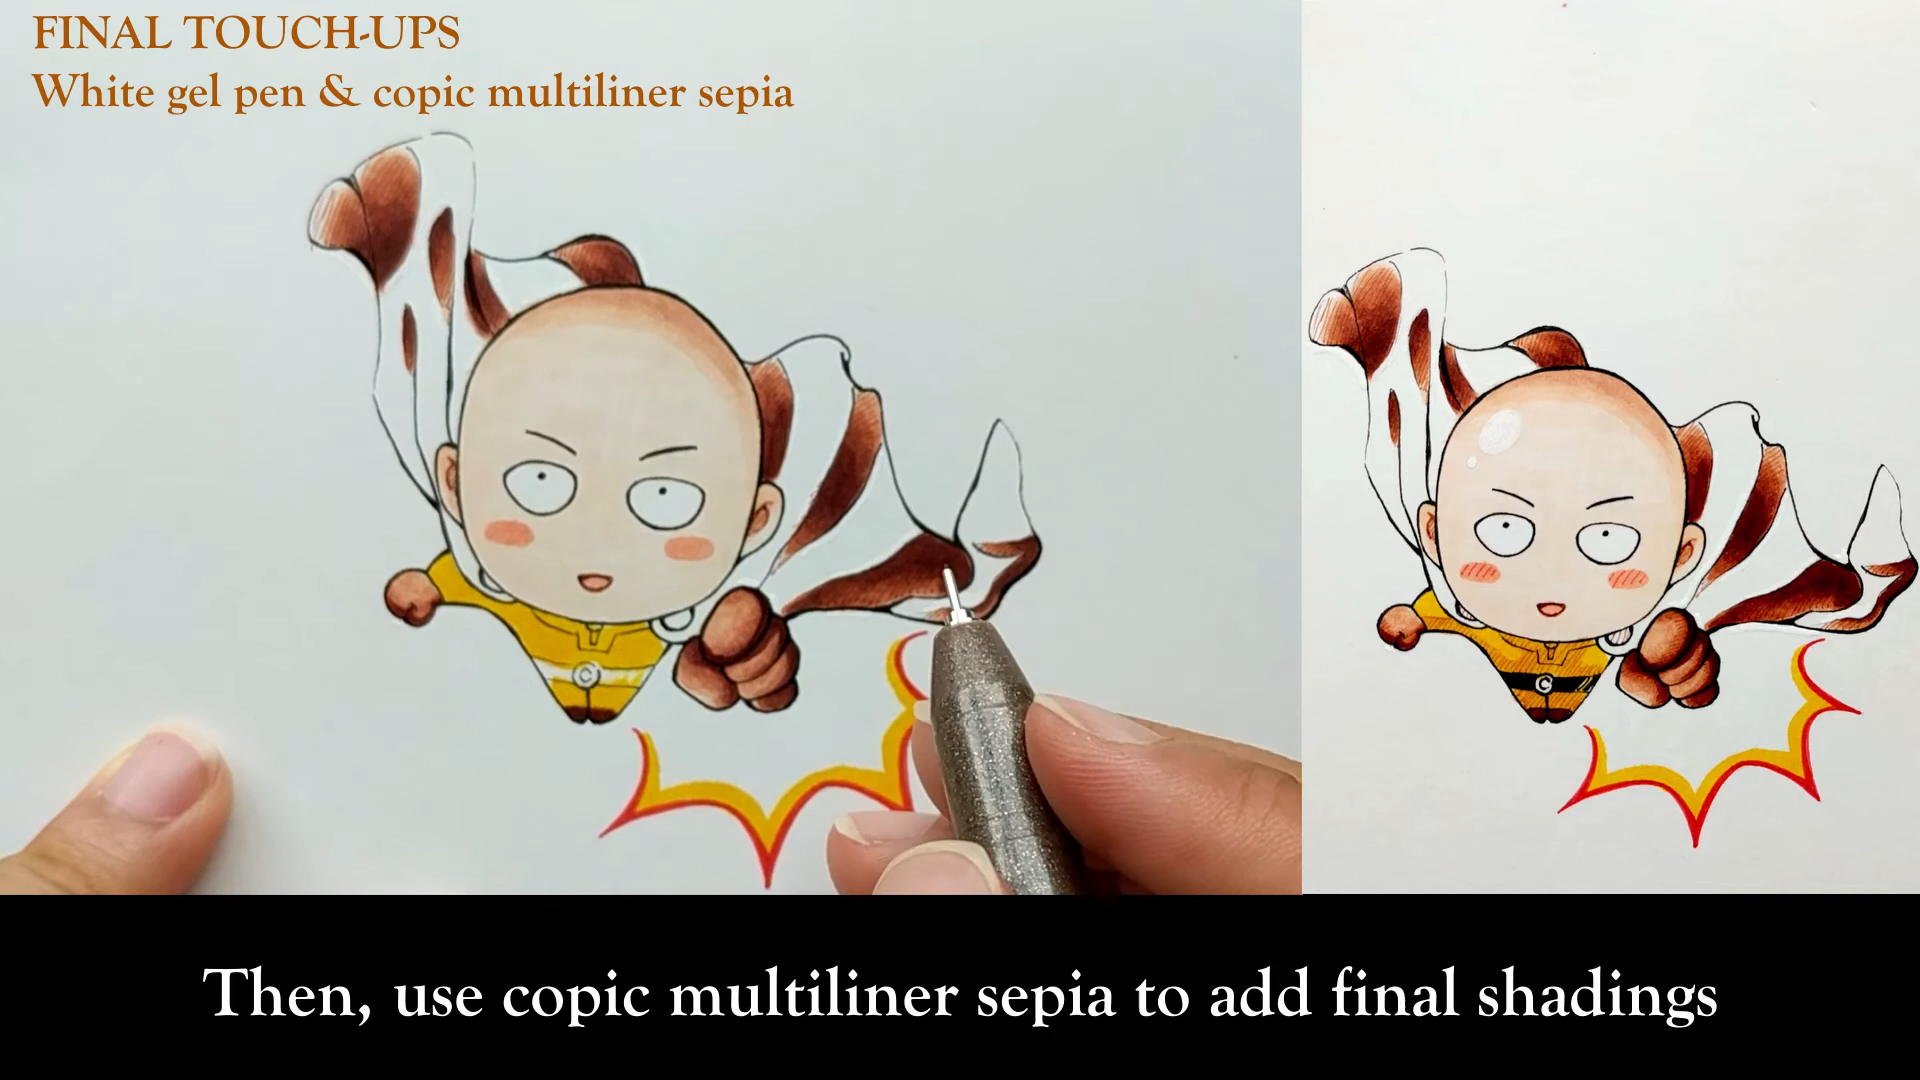 FINAL TOUCH-UPS
White gel pen & copic multiliner sepia
C
C
Then, use copic multiliner sepia to add final shadings